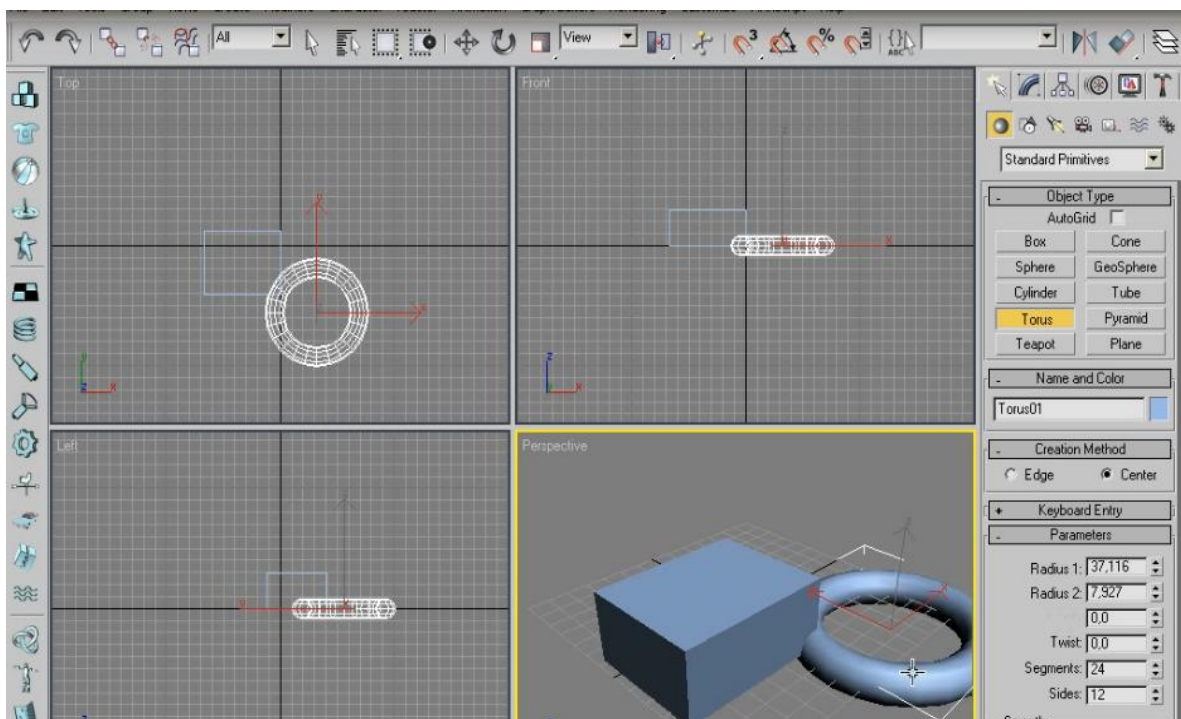 All
View
3
%
ABC
Top
Front
Left
Perspective
y
x
z
Standard Primitives
- Object Type
AutoGrid
Box Cone
Sphere GeoSphere
Cylinder Tube
Torus Pyramid
Teapot Plane
- Name and Color
Torus01
- Creation Method
Edge Center
+ Keyboard Entry
- Parameters
Radius 1: 37,116
Radius 2: 7,927
0,0
Twist: 0,0
Segments: 24
Sides: 12